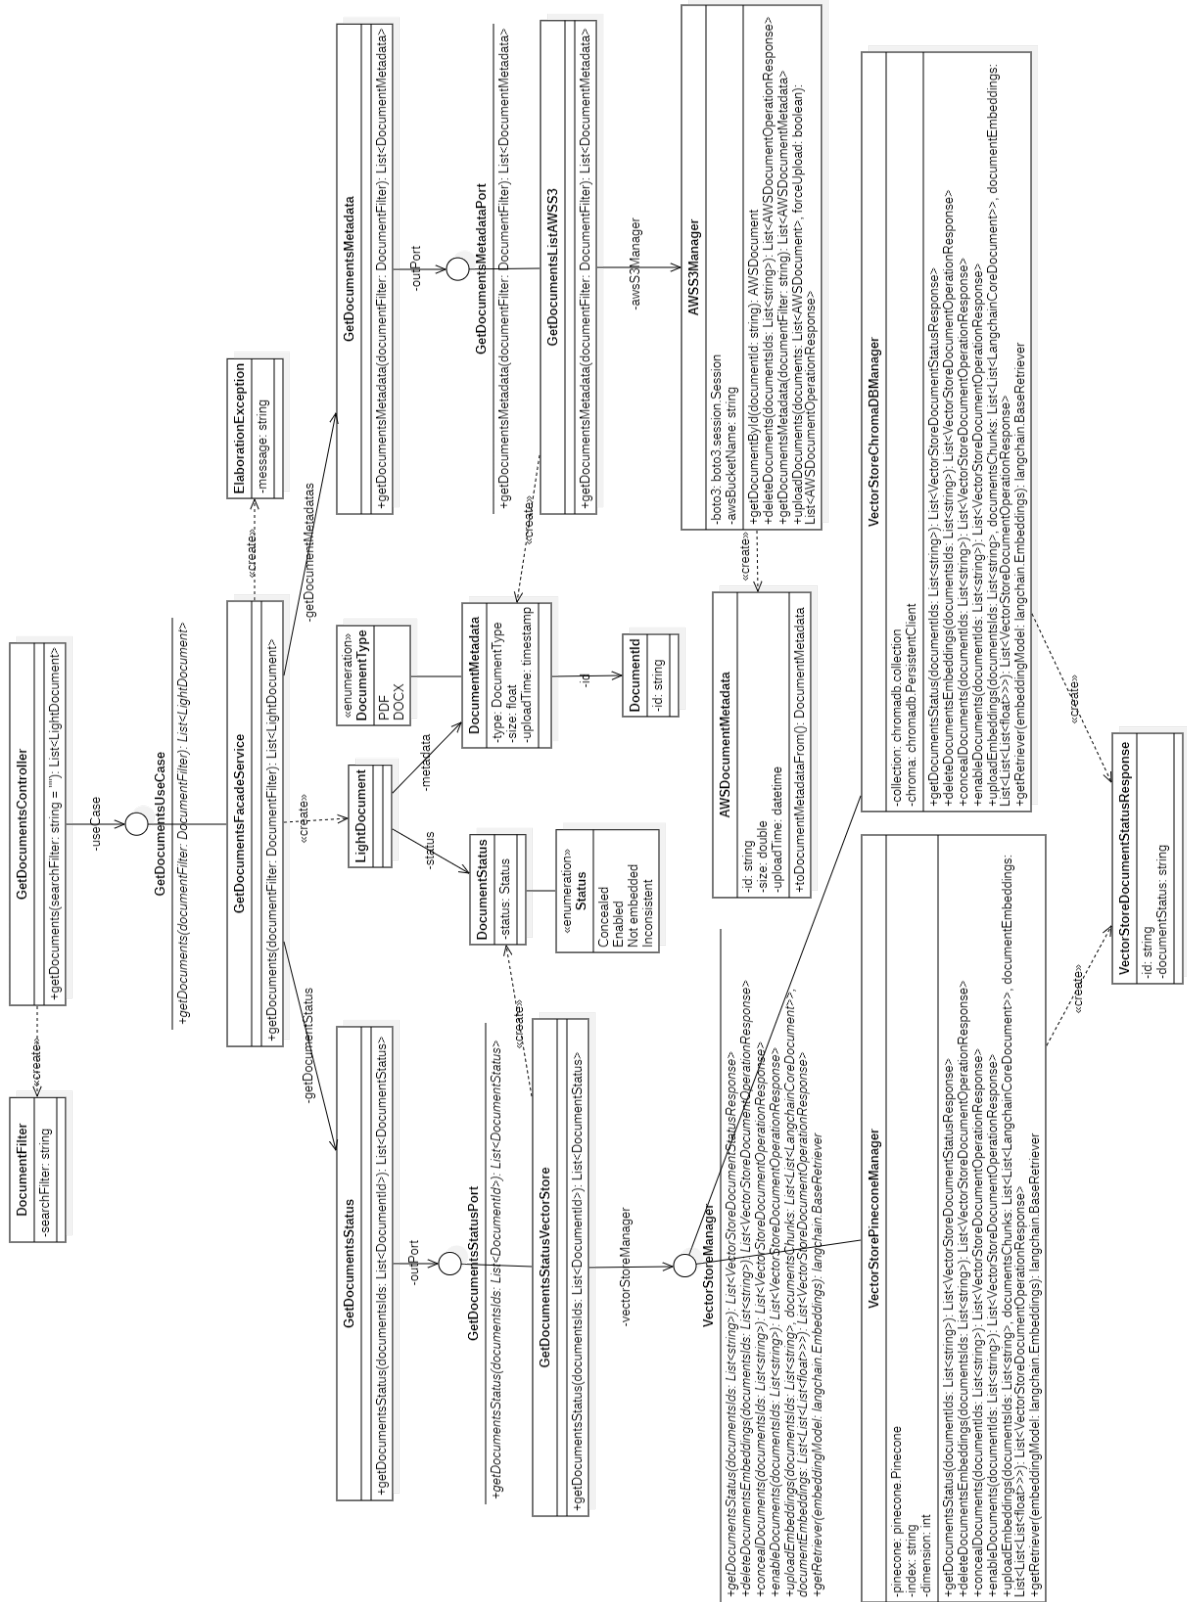 DocumentFilter
-searchFilter: string
«create»
GetDocumentsController
+getDocuments(searchFilter: string = ""): List<LightDocument>
-useCase
GetDocumentsUseCase
+getDocuments(documentFilter: DocumentFilter): List<LightDocument>
GetDocumentsFacadeService
+getDocuments(documentFilter: DocumentFilter): List<LightDocument>
«create»
ElaborationException
-message: string
-getDocumentStatus
«create»
-getDocumentMetadatas
GetDocumentsStatus
+getDocumentsStatus(documentsIds: List<DocumentId>): List<DocumentStatus>
-outPort
GetDocumentsStatusPort
+getDocumentsStatus(documentsIds: List<DocumentId>): List<DocumentStatus>
GetDocumentsStatusVectorStore
+getDocumentsStatus(documentsIds: List<DocumentId>): List<DocumentStatus>
«create»
-vectorStoreManager
LightDocument
-status
-metadata
DocumentStatus
-status: Status
«enumeration»
Status
Concealed
Enabled
Not embedded
Inconsistent
«enumeration»
DocumentType
PDF
DOCX
DocumentMetadata
-type: DocumentType
-size: float
-uploadTime: timestamp
-id
DocumentId
-id: string
GetDocumentsMetadata
+getDocumentsMetadata(documentFilter: DocumentFilter): List<DocumentMetadata>
-outPort
GetDocumentsMetadataPort
+getDocumentsMetadata(documentFilter: DocumentFilter): List<DocumentMetadata>
GetDocumentsListAWSS3
+getDocumentsMetadata(documentFilter: DocumentFilter): List<DocumentMetadata>
«create»
-awsS3Manager
AWSS3Manager
-boto3: boto3.session.Session
-awsBucketName: string
+getDocumentById(documentId: string): AWSDocument
+deleteDocuments(documentsIds: List<string>): List<AWSDocumentOperationResponse>
+getDocumentsMetadata(documentFilter: string): List<AWSDocumentMetadata>
+uploadDocuments(documents: List<AWSDocument>, forceUpload: boolean):
List<AWSDocumentOperationResponse>
«create»
AWSDocumentMetadata
-id: string
-size: double
-uploadTime: datetime
+toDocumentMetadataFrom(): DocumentMetadata
VectorStoreManager
+getDocumentsStatus(documentsIds: List<string>): List<VectorStoreDocumentStatusResponse>
+deleteDocumentsEmbeddings(documentsIds: List<string>): List<VectorStoreDocumentOperationResponse>
+concealDocuments(documentsIds: List<string>): List<VectorStoreDocumentOperationResponse>
+enableDocuments(documentsIds: List<string>): List<VectorStoreDocumentOperationResponse>
+uploadEmbeddings(documentsIds: List<string>, documentsChunks: List<List<LangchainCoreDocument>>,
documentEmbeddings: List<List<List<float>>>): List<VectorStoreDocumentOperationResponse>
+getRetriever(embeddingModel: langchain.Embeddings): langchain.BaseRetriever
VectorStorePineconeManager
-pinecone: pinecone.Pinecone
-index: string
-dimension: int
+getDocumentsStatus(documentIds: List<string>): List<VectorStoreDocumentStatusResponse>
+deleteDocumentsEmbeddings(documentsIds: List<string>): List<VectorStoreDocumentOperationResponse>
+concealDocuments(documentIds: List<string>): List<VectorStoreDocumentOperationResponse>
+enableDocuments(documentIds: List<string>): List<VectorStoreDocumentOperationResponse>
+uploadEmbeddings(documentsIds: List<string>, documentsChunks: List<List<LangchainCoreDocument>>, documentEmbeddings:
List<List<List<float>>>): List<VectorStoreDocumentOperationResponse>
+getRetriever(embeddingModel: langchain.Embeddings): langchain.BaseRetriever
VectorStoreChromaDBManager
-collection: chromadb.collection
-chroma: chromadb.PersistentClient
+getDocumentsStatus(documentIds: List<string>): List<VectorStoreDocumentStatusResponse>
+deleteDocumentsEmbeddings(documentsIds: List<string>): List<VectorStoreDocumentOperationResponse>
+concealDocuments(documentIds: List<string>): List<VectorStoreDocumentOperationResponse>
+enableDocuments(documentIds: List<string>): List<VectorStoreDocumentOperationResponse>
+uploadEmbeddings(documentsIds: List<string>, documentsChunks: List<List<LangchainCoreDocument>>, documentEmbeddings:
List<List<List<float>>>): List<VectorStoreDocumentOperationResponse>
+getRetriever(embeddingModel: langchain.Embeddings): langchain.BaseRetriever
«create»
«create»
VectorStoreDocumentStatusResponse
-id: string
-documentStatus: string